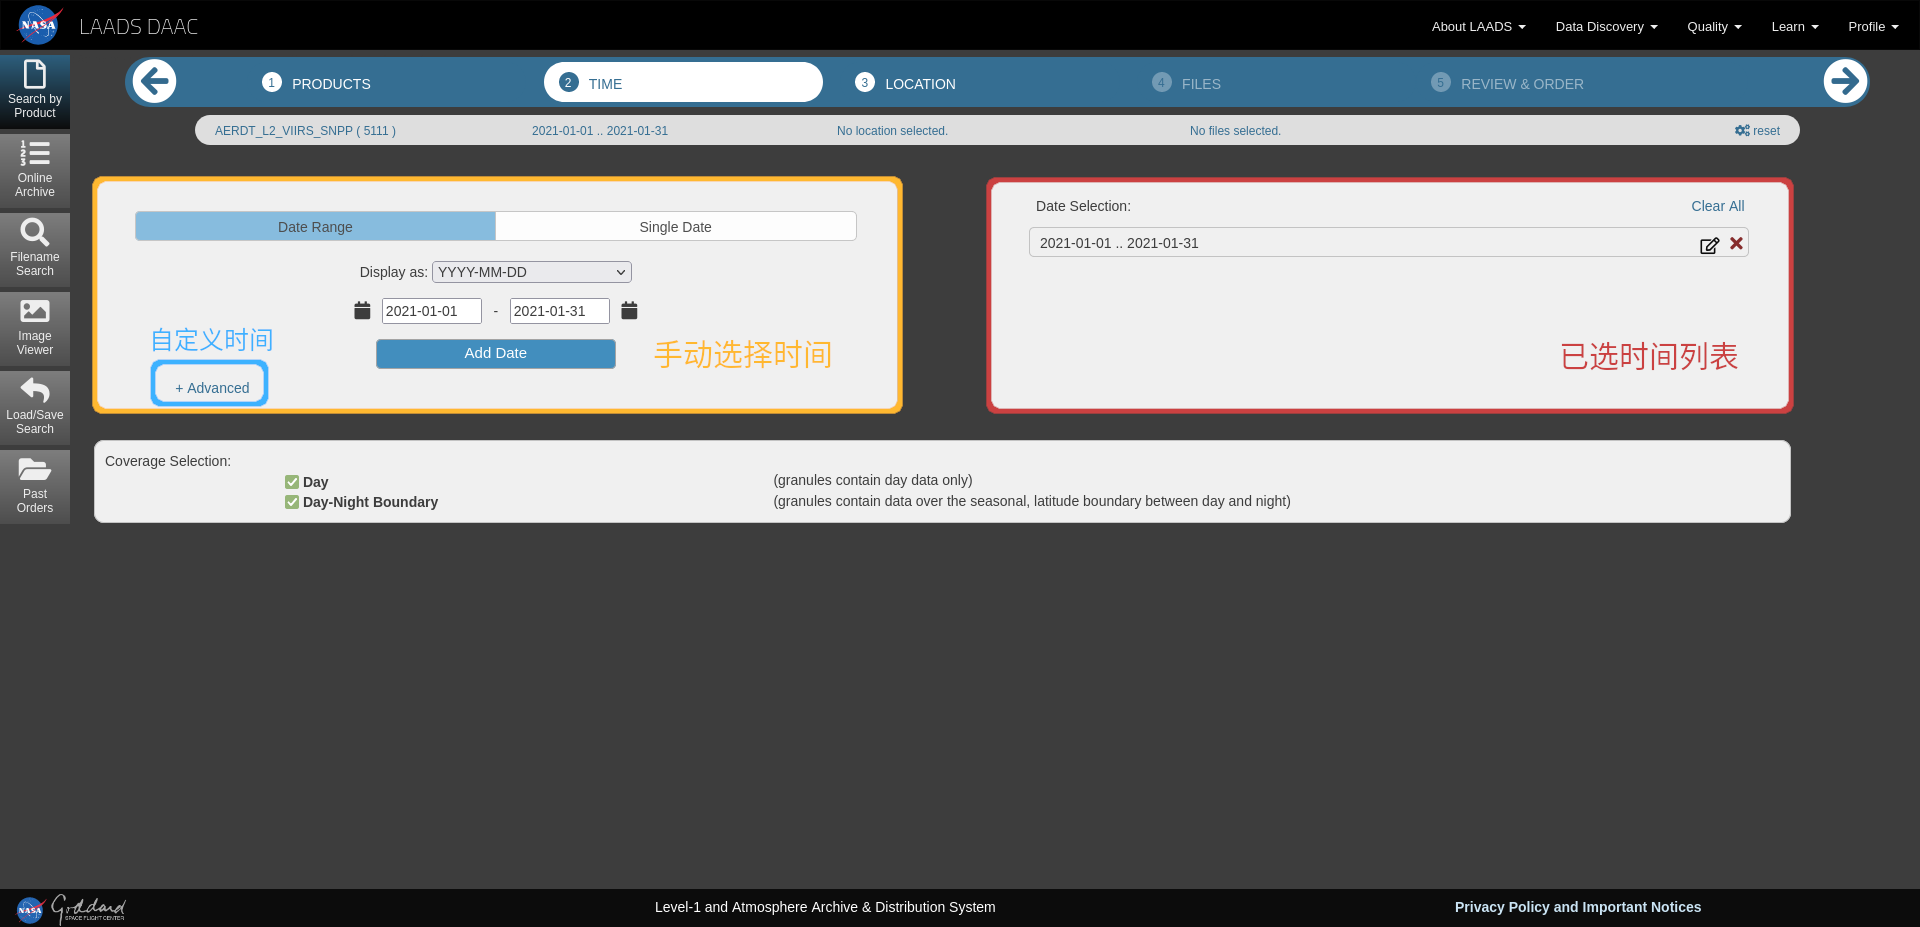 NASA LAADS DAAC About LAADS Data Discovery Quality Learn Profile
1 PRODUCTS 2 TIME 3 LOCATION 4 FILES 5 REVIEW & ORDER
AERDT_L2_VIIRS_SNPP ( 5111 ) 2021-01-01 .. 2021-01-31 No location selected. No files selected. reset
Search by
Product
Online
Archive
Filename
Search
Image
Viewer
Load/Save
Search
Past
Orders
Date Range Single Date
Display as: YYYY-MM-DD
2021-01-01 - 2021-01-31
自定义时间
Add Date
手动选择时间
+ Advanced
Date Selection: Clear All
2021-01-01 .. 2021-01-31
已选时间列表
Coverage Selection:
Day (granules contain day data only)
Day-Night Boundary (granules contain data over the seasonal, latitude boundary between day and night)
NASA Goddard
SPACE FLIGHT CENTER
Level-1 and Atmosphere Archive & Distribution System
Privacy Policy and Important Notices